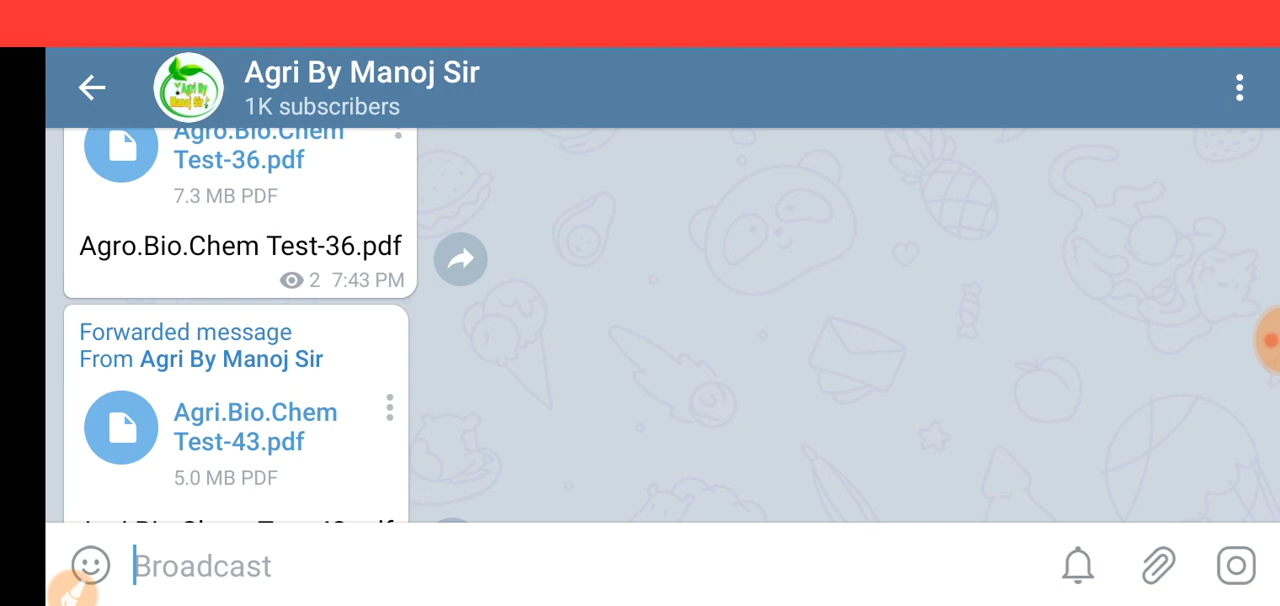 Agri By Manoj Sir
1K subscribers
Agro.Bio.Chem
Test-36.pdf
7.3 MB PDF
Agro.Bio.Chem Test-36.pdf
2 7:43 PM
Forwarded message
From Agri By Manoj Sir
Agri.Bio.Chem
Test-43.pdf
5.0 MB PDF
Broadcast